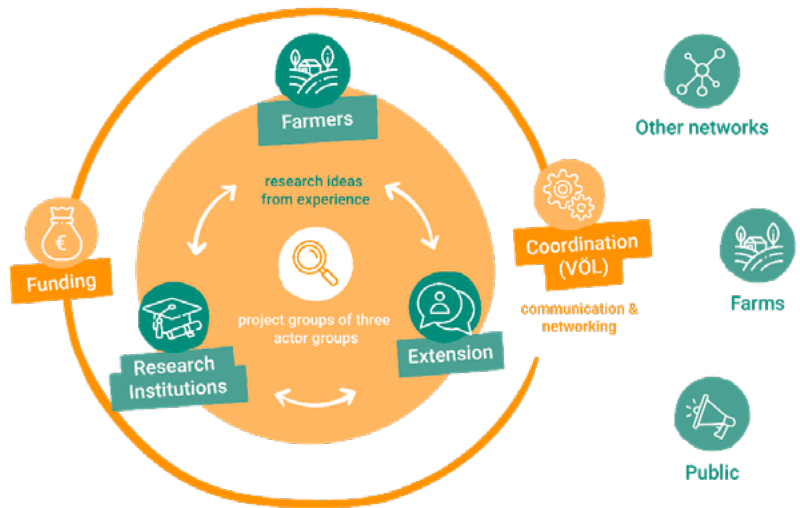 Farmers
Other networks
research ideas
from experience
Funding
Coordination
(VÖL)
communication &
networking
Farms
project groups of three
actor groups
Research
Institutions
Extension
Public
€